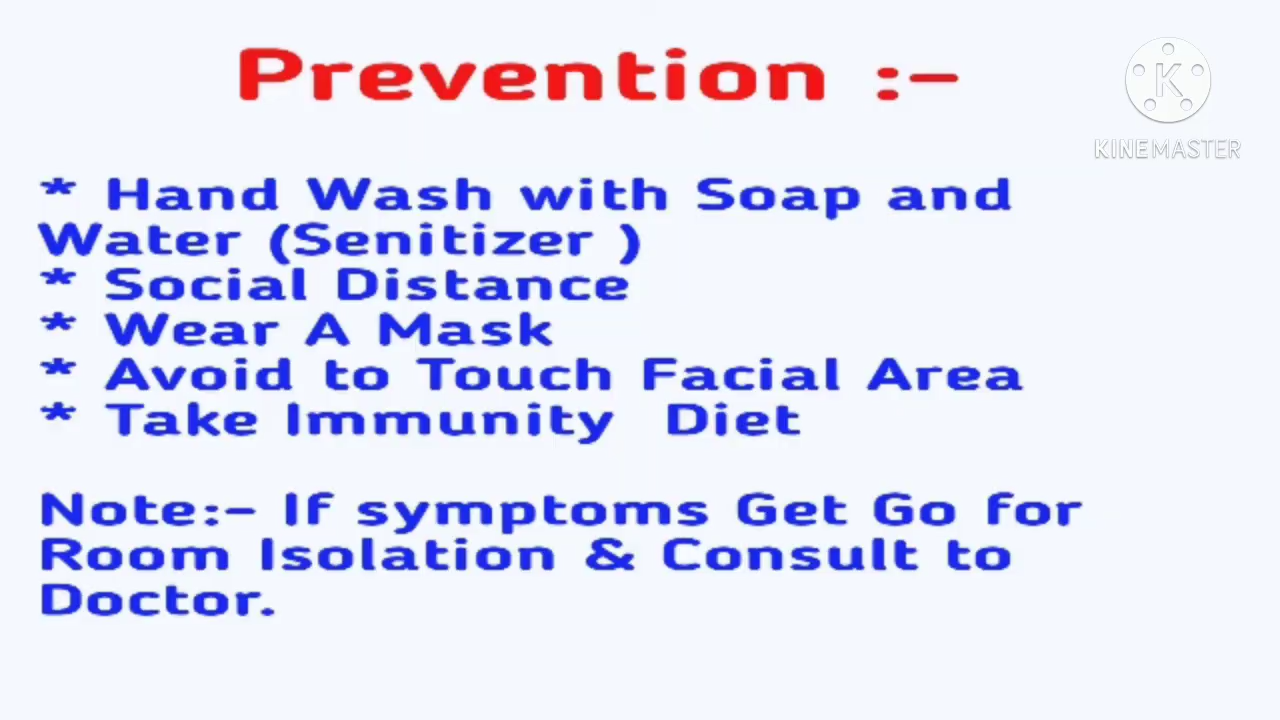 Prevention :-
KINEMASTER
* Hand Wash with Soap and
Water (Senitizer )
* Social Distance
* Wear A Mask
* Avoid to Touch Facial Area
* Take Immunity  Diet
Note:- If symptoms Get Go for
Room Isolation & Consult to
Doctor.